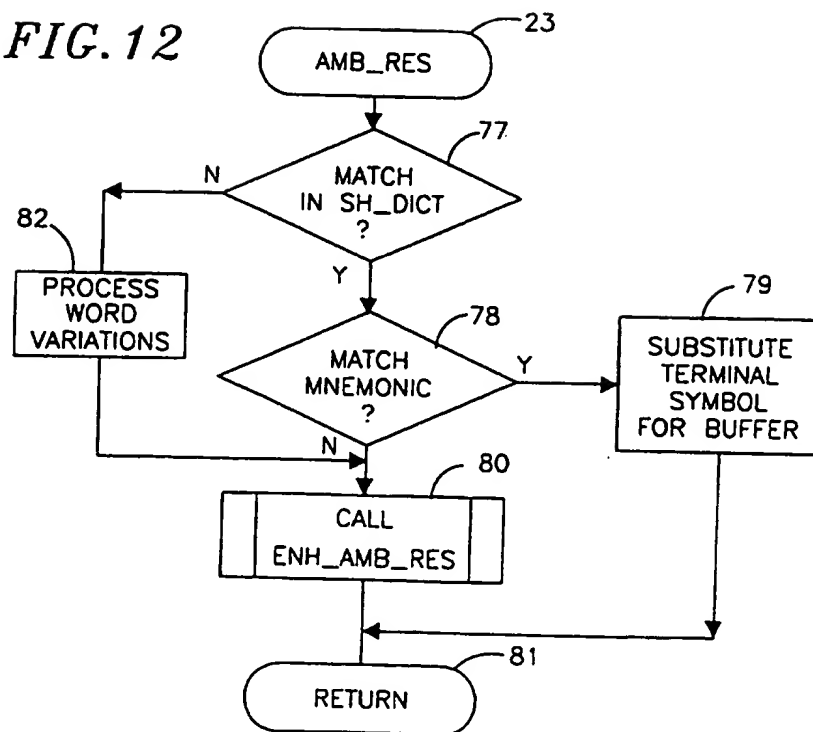 FIG. 12
23
AMB_RES
77
N
MATCH
IN SH_DICT
?
82
Y
PROCESS
WORD
VARIATIONS
78
MATCH
MNEMONIC
?
Y
79
SUBSTITUTE
TERMINAL
SYMBOL
FOR BUFFER
N
80
CALL
ENH_AMB_RES
81
RETURN